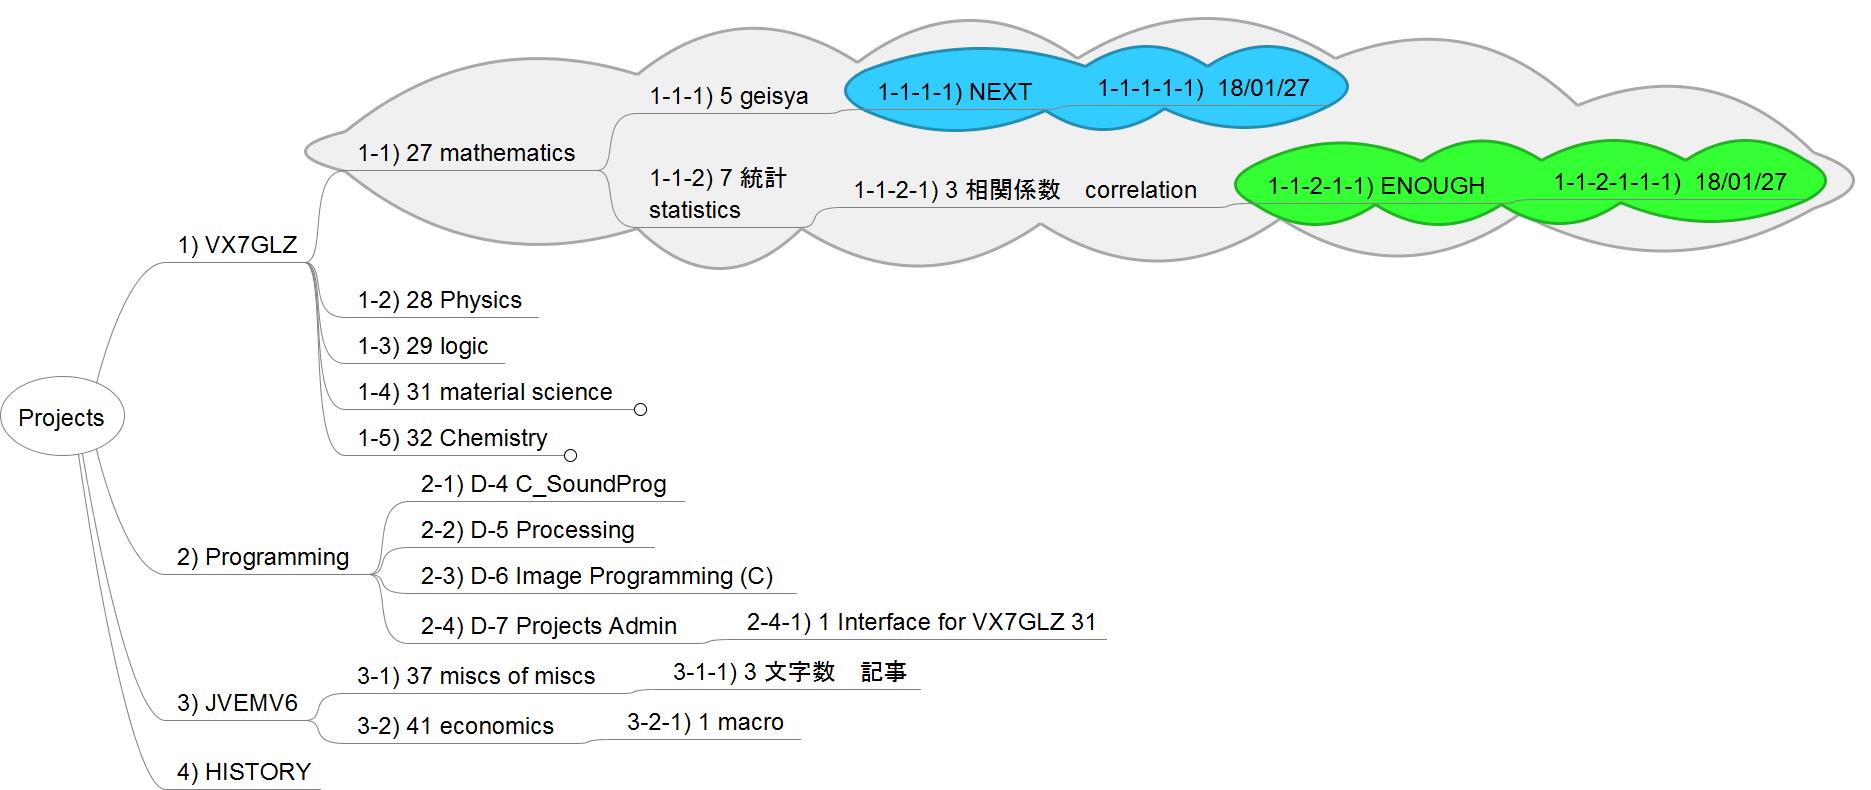 Projects
1) VX7GLZ
1-1) 27 mathematics
1-1-1) 5 geisya
1-1-1-1) NEXT
1-1-1-1-1)  18/01/27
1-1-2) 7 統計
statistics
1-1-2-1) 3 相関係数　correlation
1-1-2-1-1) ENOUGH
1-1-2-1-1-1)  18/01/27
1-2) 28 Physics
1-3) 29 logic
1-4) 31 material science
1-5) 32 Chemistry
2) Programming
2-1) D-4 C_SoundProg
2-2) D-5 Processing
2-3) D-6 Image Programming (C)
2-4) D-7 Projects Admin
2-4-1) 1 Interface for VX7GLZ 31
3) JVEMV6
3-1) 37 miscs of miscs
3-1-1) 3 文字数　記事
3-2) 41 economics
3-2-1) 1 macro
4) HISTORY